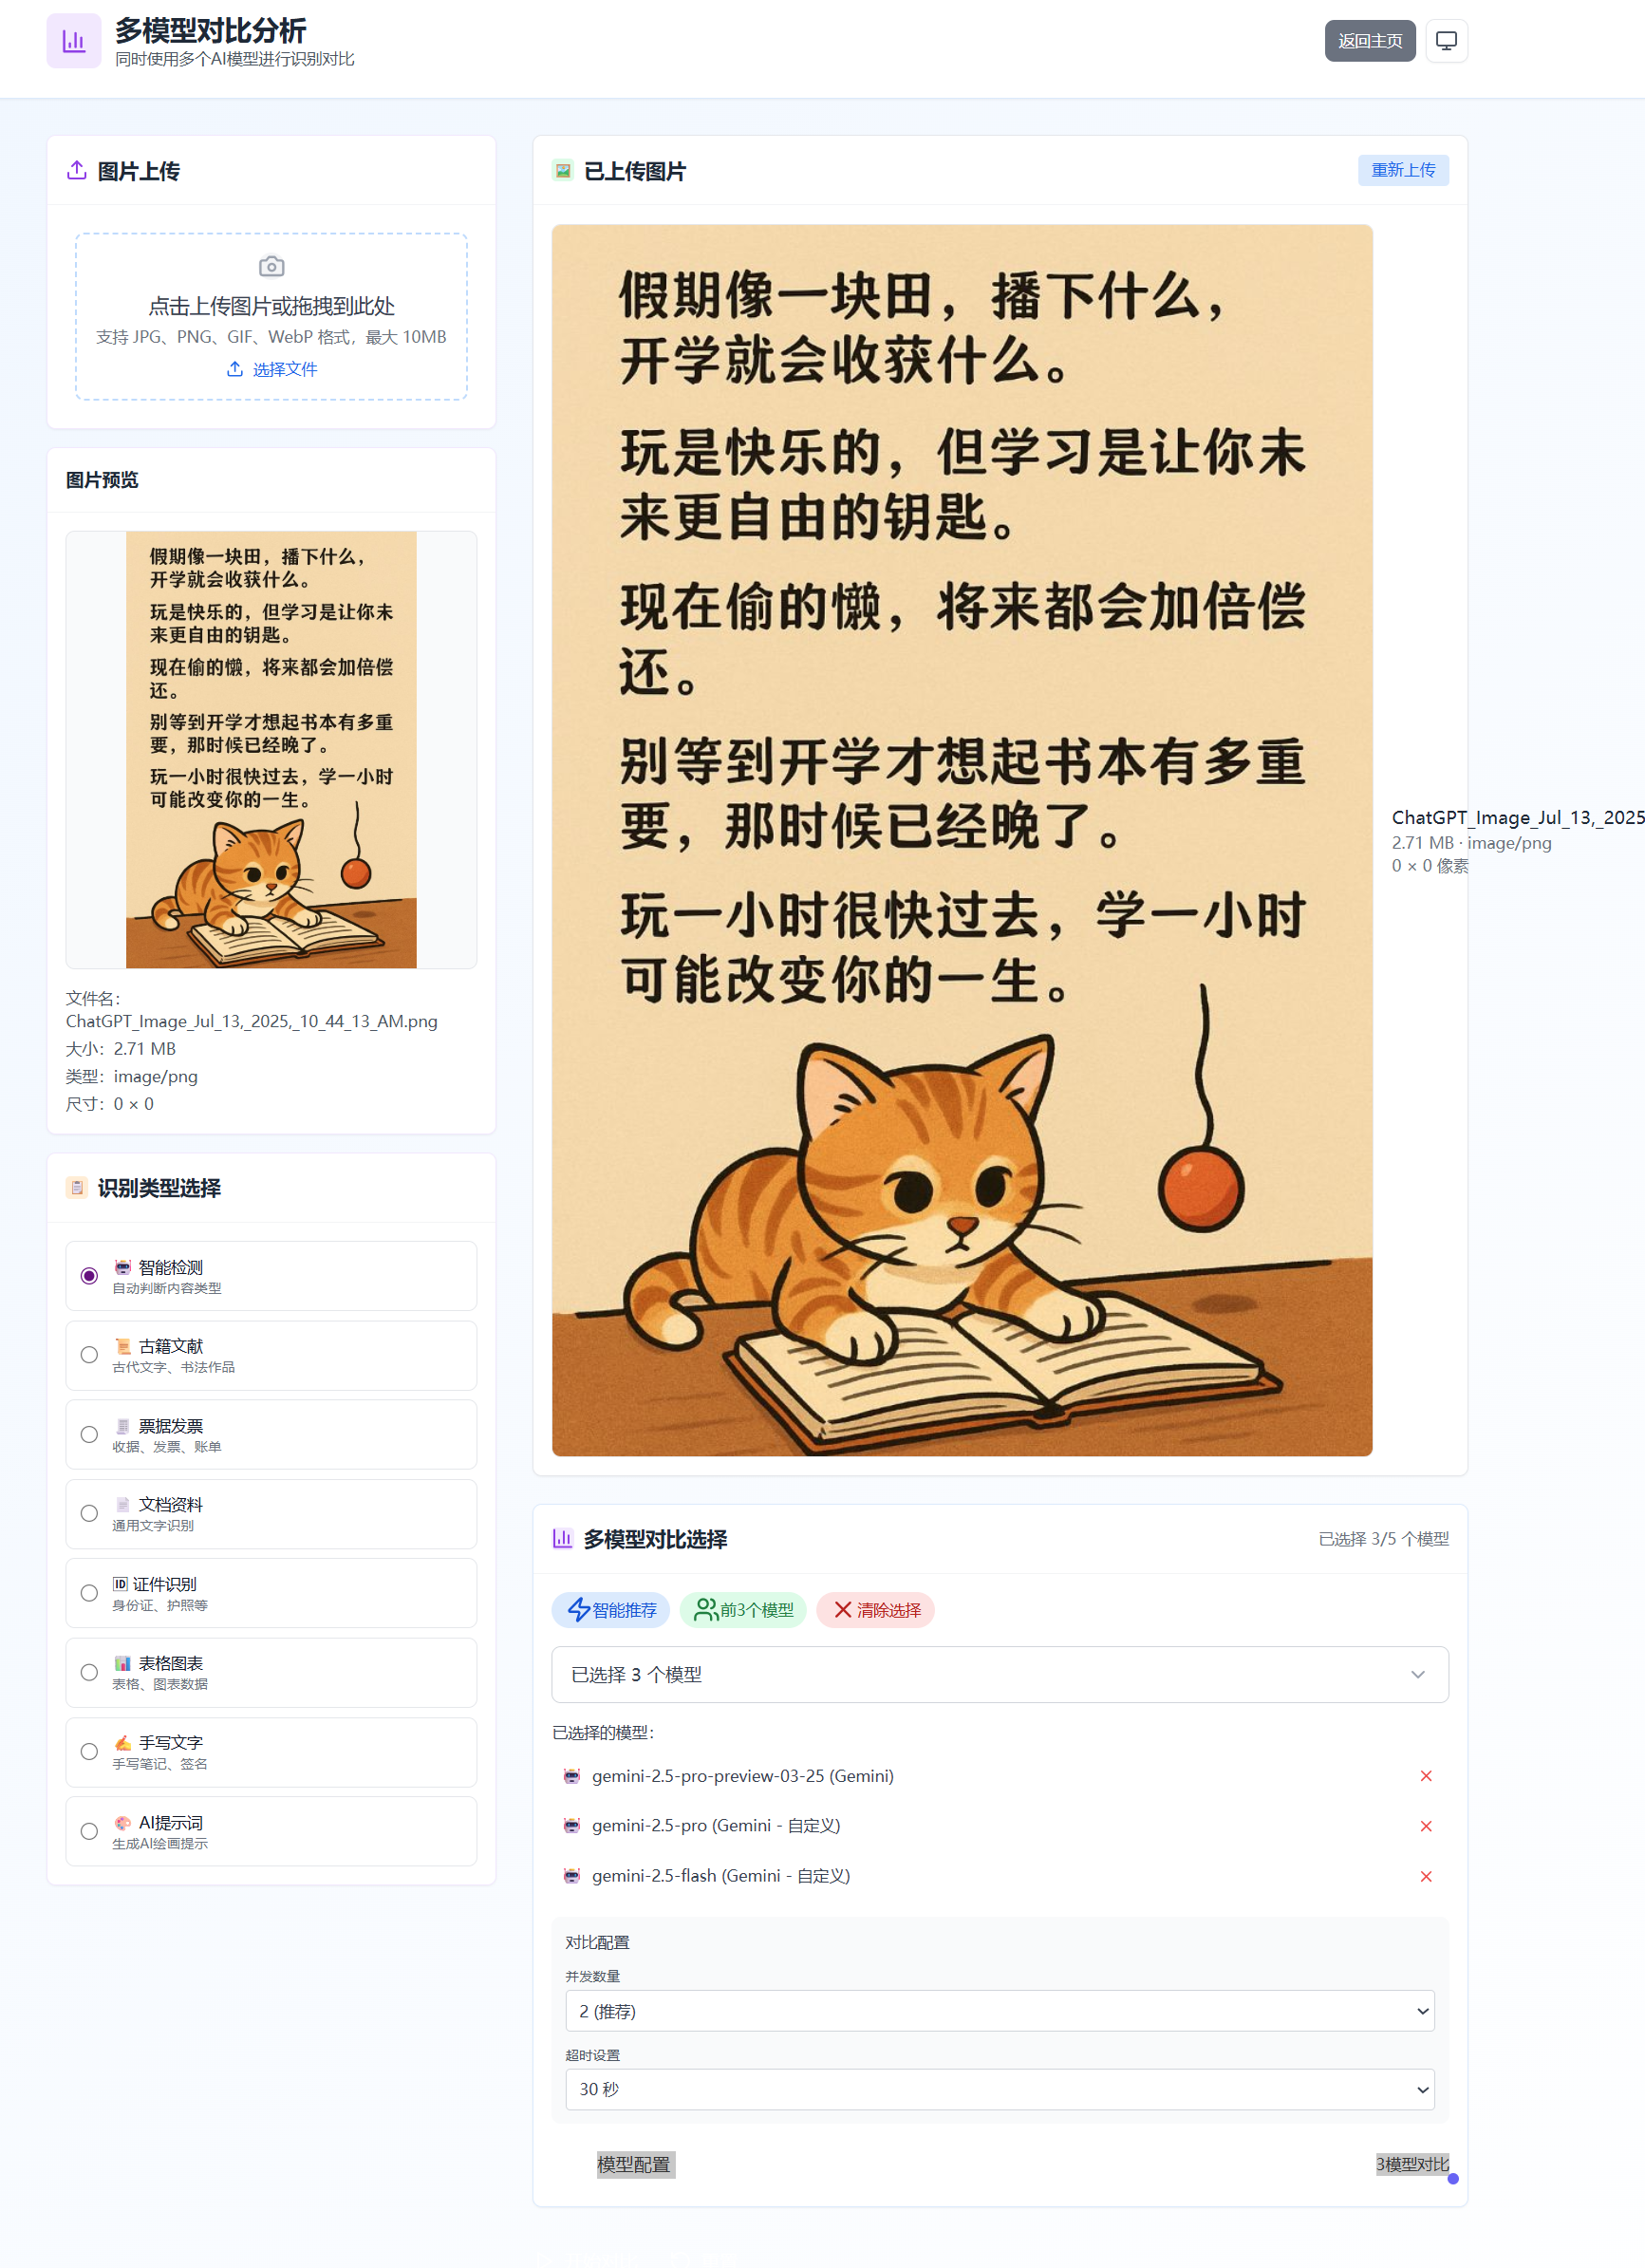 多模型对比分析
同时使用多个AI模型进行识别对比
返回主页
图片上传
点击上传图片或拖拽到此处
支持 JPG、PNG、GIF、WebP 格式，最大 10MB
选择文件
图片预览
假期像一块田，播下什么，
开学就会收获什么。
玩是快乐的，但学习是让你未
来更自由的钥匙。
现在偷的懒，将来都会加倍偿
还。
别等到开学才想起书本有多重
要，那时候已经晚了。
玩一小时很快过去，学一小时
可能改变你的一生。
文件名：
ChatGPT_Image_Jul_13,_2025,_10_44_13_AM.png
大小：2.71 MB
类型：image/png
尺寸：0 × 0
识别类型选择
智能检测
自动判断内容类型
古籍文献
古代文字、书法作品
票据发票
收据、发票、账单
文档资料
通用文字识别
ID 证件识别
身份证、护照等
表格图表
表格、图表数据
手写文字
手写笔记、签名
AI提示词
生成AI绘画提示
已上传图片
重新上传
假期像一块田，播下什么，
开学就会收获什么。
玩是快乐的，但学习是让你未
来更自由的钥匙。
现在偷的懒，将来都会加倍偿
还。
别等到开学才想起书本有多重
要，那时候已经晚了。
玩一小时很快过去，学一小时
可能改变你的一生。
ChatGPT_Image_Jul_13,_2025
2.71 MB · image/png
0 × 0 像素
多模型对比选择
已选择 3/5 个模型
智能推荐
前3个模型
清除选择
已选择 3 个模型
已选择的模型：
gemini-2.5-pro-preview-03-25 (Gemini)
gemini-2.5-pro (Gemini - 自定义)
gemini-2.5-flash (Gemini - 自定义)
对比配置
并发数量
2 (推荐)
超时设置
30 秒
模型配置
3模型对比